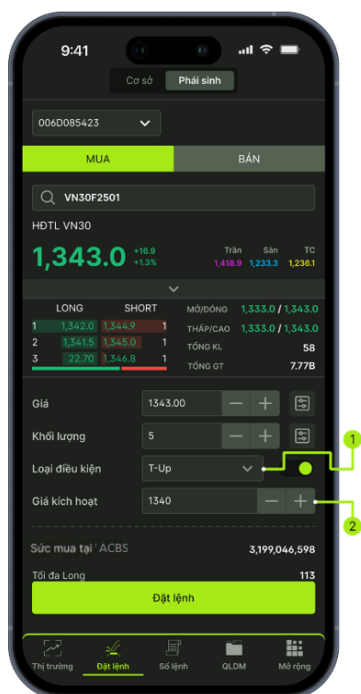 9:41
Cơ sở Phái sinh
006D085423
MUA BÁN
VN30F2501
HĐTL VN30
1,343.0 +16.9 +1.3%
Trần Sàn TC
1,418.9 1,233.3 1,236.1
LONG SHORT MỞ/ĐÓNG 1,333.0 / 1,343.0
1 1,342.0 1,344.9 1 THẤP/CAO 1,333.0 / 1,343.0
2 1,341.5 1,345.0 1 TỔNG KL 58
3 22.70 1,346.8 1 TỔNG GT 7.77B
Giá 1343.00
Khối lượng 5
Loại điều kiện T-Up
Giá kích hoạt 1340
Sức mua tại ACBS 3,199,046,598
Tối đa Long 113
Đặt lệnh
Thị trường Đặt lệnh Sổ lệnh QLDM Mở rộng
1
2